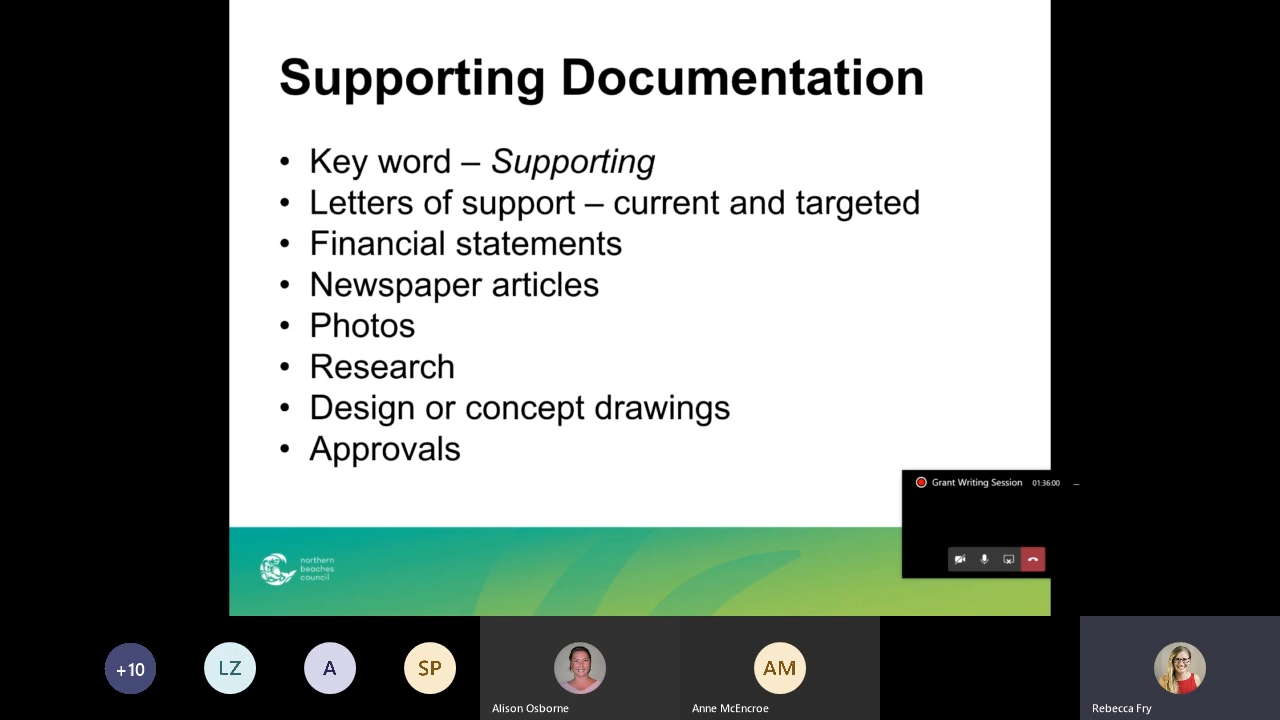 Supporting Documentation
• Key word – Supporting
• Letters of support – current and targeted
• Financial statements
• Newspaper articles
• Photos
• Research
• Design or concept drawings
• Approvals
Grant Writing Session 01:36:00
northern
beaches
council
+10
LZ
A
SP
AM
Alison Osborne
Anne McEncroe
Rebecca Fry